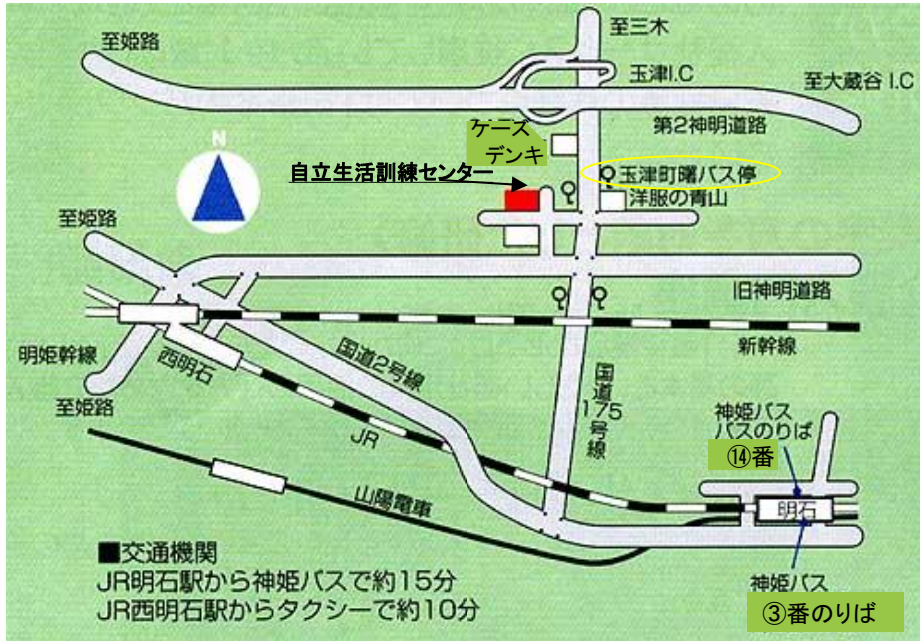 至三木
至姫路
玉津I.C
至大蔵谷 I.C
第2神明道路
ケーズ
デンキ
N
自立生活訓練センター
玉津町曙バス停
洋服の青山
至姫路
旧神明道路
新幹線
明姫幹線
西明石
国道2号線
国道175号線
至姫路
JR
神姫バス
バスのりば
⑭番
山陽電車
明石
■交通機関
JR明石駅から神姫バスで約15分
JR西明石駅からタクシーで約10分
神姫バス
③番のりば